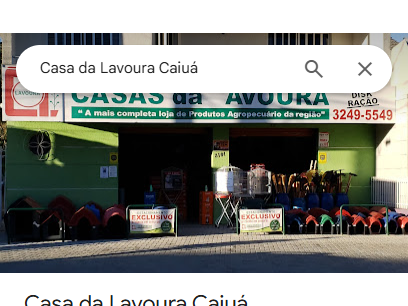 Casa da Lavoura Caiuá
CASAS da LAVOURA
DISK
RAÇÃO
"A mais completa loja de Produtos Agropecuário da região"
3249-5549
EXCLUSIVO
EXCLUSIVO
Casa da Lavoura Caiuá